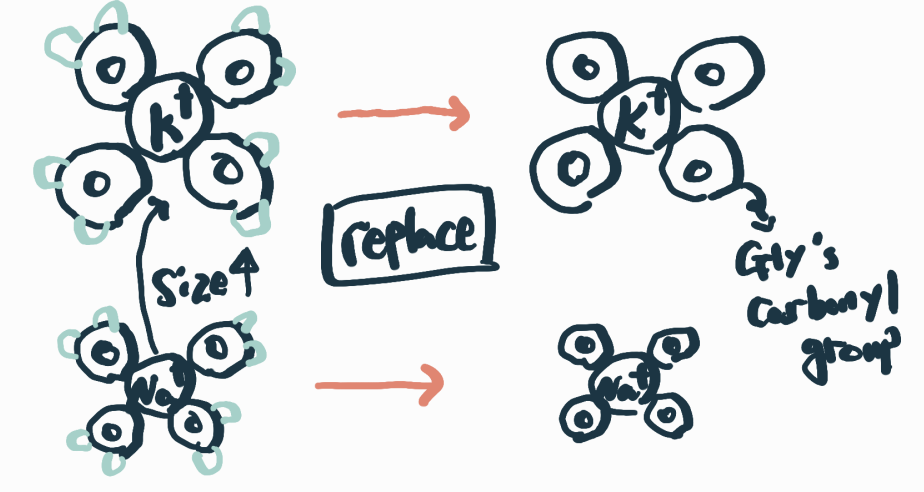 O O
K+
O O
O O
K+
O O
replace
Gly's
Carbonyl
group
Size ↑
O O
Na+
O O
O O
Na+
O O